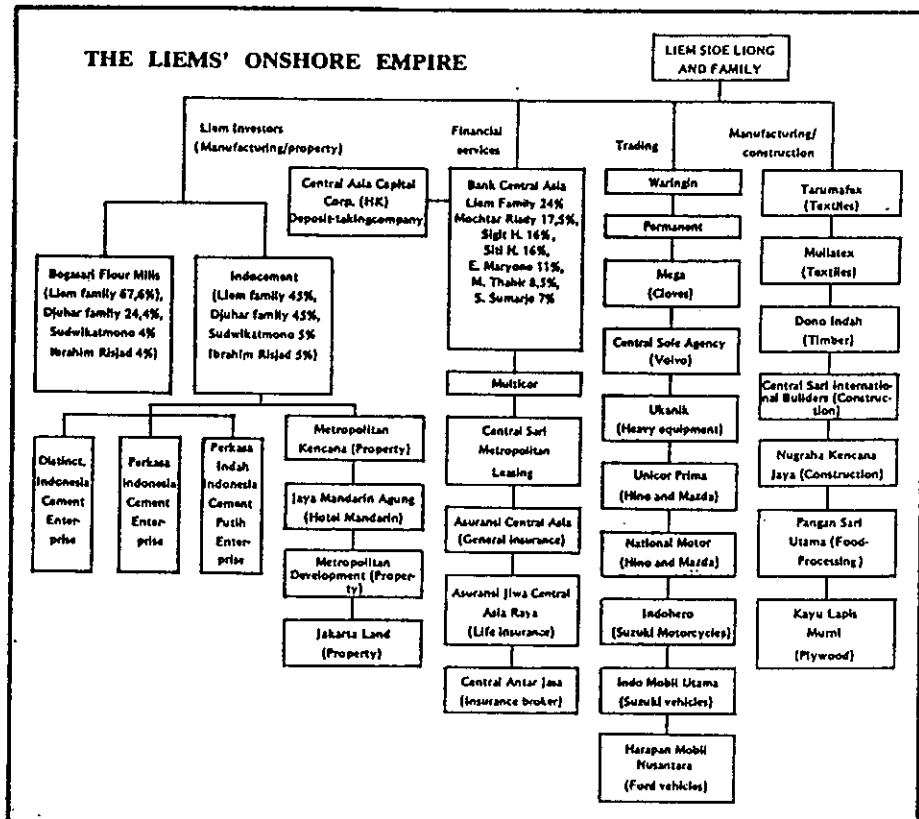 THE LIEMS' ONSHORE EMPIRE
LIEM SIOE LIONG
AND FAMILY
Liem Investors
(Manufacturing/property)
Financial
services
Trading
Manufacturing/
construction
Central Asia Capital
Corp. (HK)
Deposit-takingcompany
Bank Central Asia
Liem Family 24%
Mochtar Riady 17,5%,
Sigit H. 16%
Siti H. 16%
E. Maryono 11%,
M. Thahir 8,5%,
S. Sumarjo 7%
Waringin
Permanent
Mega
(Cloves)
Central Sole Agency
(Volvo)
Ukanik
(Heavy equipment)
Unicor Prima
(Hino and Mazda)
National Motor
(Hino and Mazda)
Indohero
(Suzuki Motorcycles)
Indo Mobil Utama
(Suzuki vehicles)
Harapan Mobil
Nusantara
(Ford vehicles)
Tarumatex
(Textiles)
Mullatex
(Textiles)
Dono Indah
(Timber)
Central Sari Internatio-
nal Builders (Construc-
tion)
Nugraha Kencana
Jaya (Construction)
Pangan Sari
Utama (Food-
Processing)
Kayu Lapis
Murni
(Plywood)
Bogasari Flour Mills
(Liem family 67,6%),
Djuhar family 24,4%,
Sudwikatmono 4%
Ibrahim Risjad 4%)
Indocement
(Liem family 45%,
Djuhar family 45%,
Sudwikatmono 5%
Ibrahim Risjad 5%)
Distinct,
Indonesia
Cement
Enter-
prise
Perkasa
Indonesia
Cement
Enter-
prise
Perkasa
Indah
Indonesia
Cement
Putih
Enter-
prise
Metropolitan
Kencana (Property)
Jaya Mandarin Agung
(Hotel Mandarin)
Metropolitan
Development (Proper-
ty)
Jakarta Land
(Property)
Multicor
Central Sari
Metropolitan
Leasing
Asuransi Central Asia
(General insurance)
Asuransi Jiwa Central
Asia Raya
(Life insurance)
Central Antar Jasa
(Insurance broker)